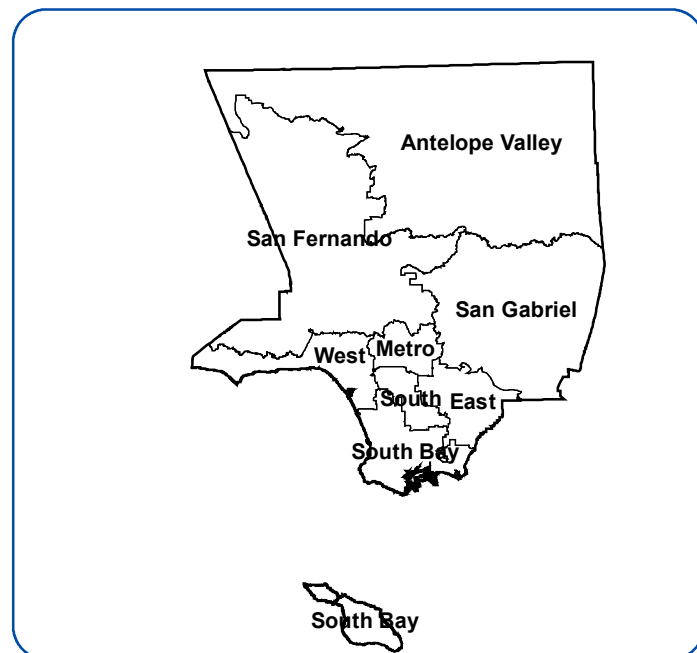 Antelope Valley
San Fernando
San Gabriel
West
Metro
South
East
South Bay
South Bay